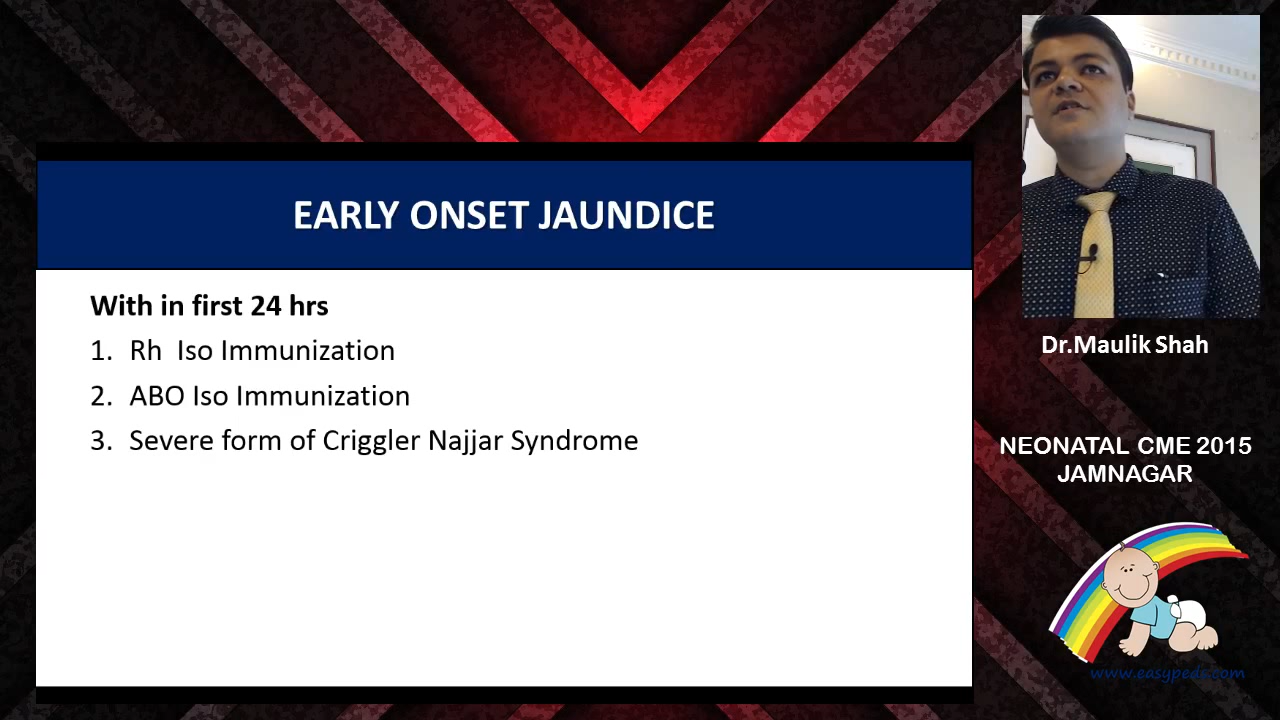 EARLY ONSET JAUNDICE
With in first 24 hrs
1. Rh Iso Immunization
2. ABO Iso Immunization
3. Severe form of Criggler Najjar Syndrome
Dr.Maulik Shah
NEONATAL CME 2015
JAMNAGAR
www.easypeds.com